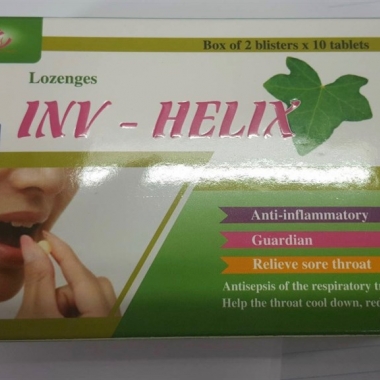 Box of 2 blisters x 10 tablets
Lozenges
INV - HELIX
Anti-inflammatory
Guardian
Relieve sore throat
Antisepsis of the respiratory
Help the throat cool down,